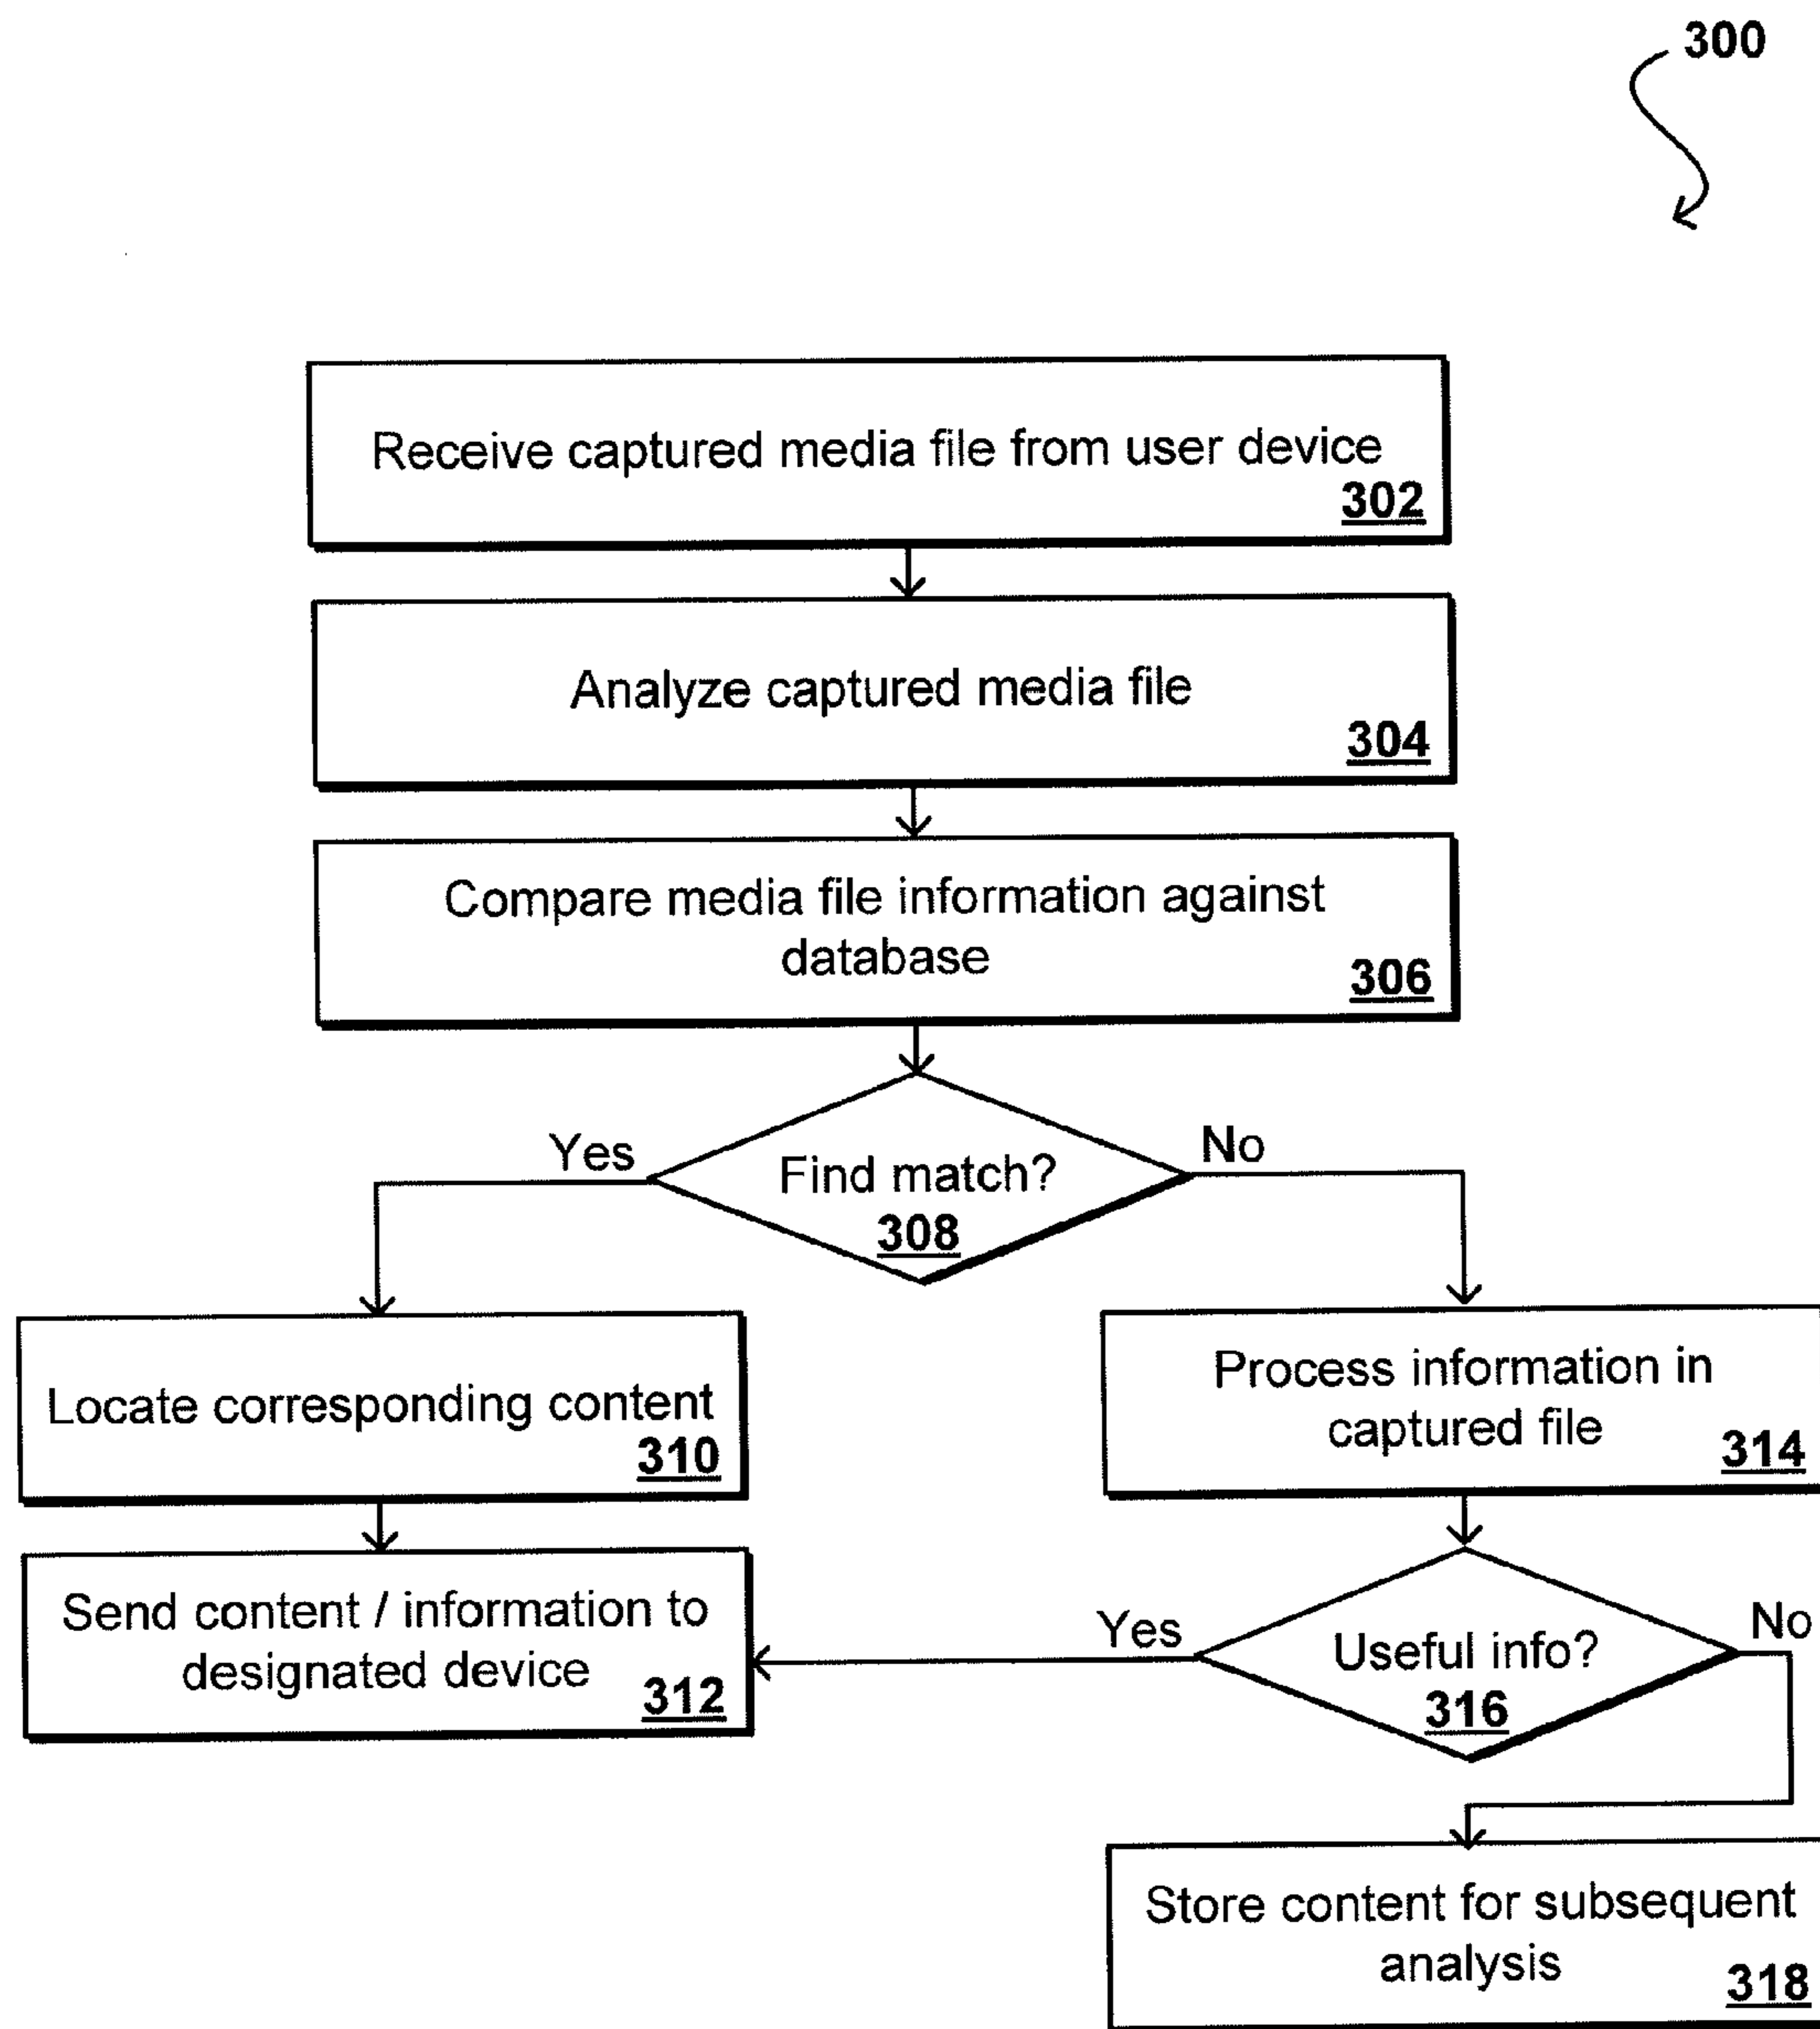 300
Receive captured media file from user device
302
Analyze captured media file
304
Compare media file information against
database
306
Yes
No
Find match?
308
Locate corresponding content
310
Process information in
captured file
314
Send content / information to
designated device
312
Yes
No
Useful info?
316
Store content for subsequent
analysis
318